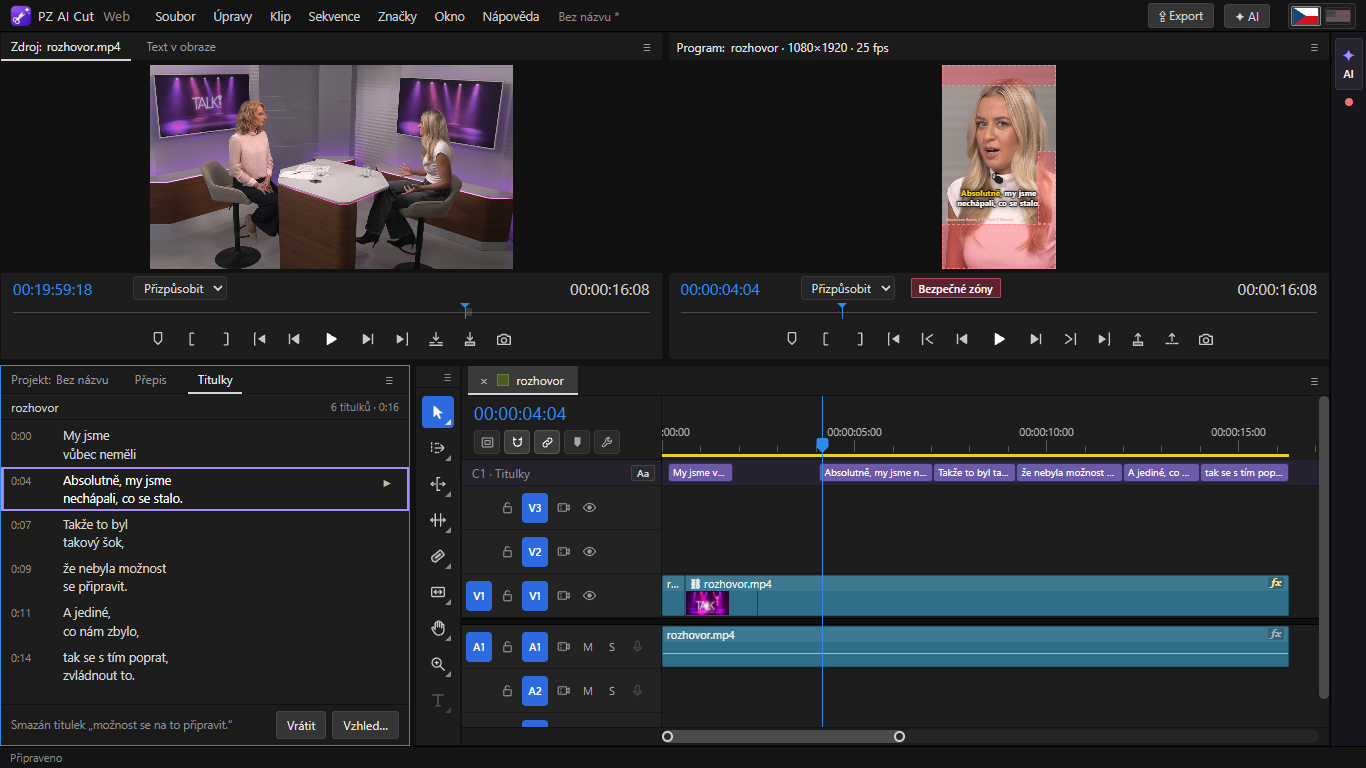 PZ AI Cut Web Soubor Úpravy Klip Sekvence Značky Okno Nápověda Bez názvu * Export AI
Zdroj: rozhovor.mp4 Text v obraze
Program: rozhovor · 1080×1920 · 25 fps
AI
TALK
Absolutně, my jsme
nechápali, co se stalo
00:19:59:18 Přizpůsobit 00:00:16:08
00:00:04:04 Přizpůsobit Bezpečné zóny 00:00:16:08
Projekt: Bez názvu Přepis Titulky
rozhovor 6 titulků · 0:16
0:00 My jsme
vůbec neměli
0:04 Absolutně, my jsme
nechápali, co se stalo.
0:07 Takže to byl
takový šok,
0:09 že nebyla možnost
se připravit.
0:11 A jediné,
co nám zbylo,
0:14 tak se s tím poprat,
zvládnout to.
Smazán titulek „možnost se na to připravit.“ Vrátit Vzhled...
× rozhovor
00:00:04:04
:00:00 00:00:05:00 00:00:10:00 00:00:15:00
C1 · Titulky Aa My jsme v... Absolutně, my jsme n... Takže to byl ta... že nebyla možnost ... A jediné, co ... tak se s tím pop...
V3
V2
V1 V1 r... rozhovor.mp4 fx
TALK
A1 A1 M S rozhovor.mp4 fx
A2 M S
Připraveno